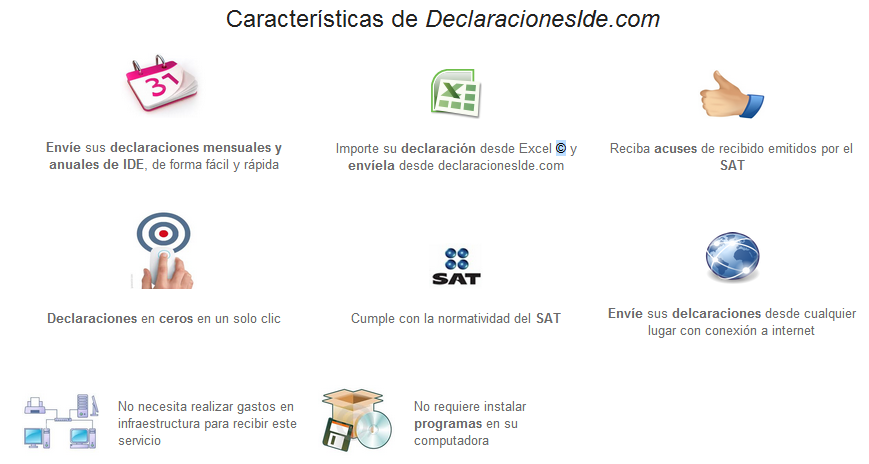 Características de DeclaracionesIde.com
31
Envíe sus declaraciones mensuales y
anuales de IDE, de forma fácil y rápida
Importe su declaración desde Excel © y
envíela desde declaracionesIde.com
Reciba acuses de recibido emitidos por el
SAT
Declaraciones en ceros en un solo clic
SAT
Cumple con la normatividad del SAT
Envíe sus delcaraciones desde cualquier
lugar con conexión a internet
No necesita realizar gastos en
infraestructura para recibir este
servicio
No requiere instalar
programas en su
computadora